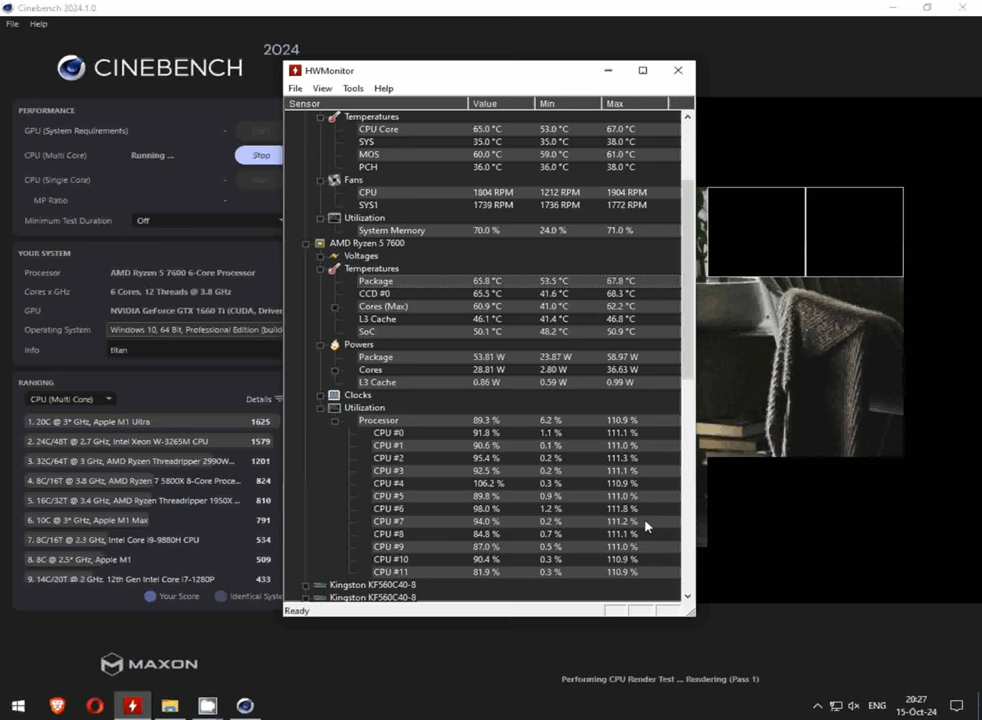 Cinebench 2024.1.0
File Help
2024
CINEBENCH
PERFORMANCE
GPU (System Requirements) -
CPU (Multi Core) Running ... Stop
CPU (Single Core) -
MP Ratio -
Minimum Test Duration Off
YOUR SYSTEM
Processor AMD Ryzen 5 7600 6-Core Processor
Cores x GHz 6 Cores, 12 Threads @ 3.8 GHz
GPU NVIDIA GeForce GTX 1660 Ti (CUDA, Driver
Operating System Windows 10, 64 Bit, Professional Edition (build
Info titan
RANKING
CPU (Multi Core) Details
1. 20C @ 3* GHz, Apple M1 Ultra 1625
2. 24C/48T @ 2.7 GHz, Intel Xeon W-3265M CPU 1579
3. 32C/64T @ 3 GHz, AMD Ryzen Threadripper 2990W... 1201
4. 8C/16T @ 3.8 GHz, AMD Ryzen 7 5800X 8-Core Proce... 824
5. 16C/32T @ 3.4 GHz, AMD Ryzen Threadripper 1950X ... 810
6. 10C @ 3* GHz, Apple M1 Max 791
7. 8C/16T @ 2.3 GHz, Intel Core i9-9880H CPU 534
8. 8C @ 2.5* GHz, Apple M1 509
9. 14C/20T @ 2 GHz, 12th Gen Intel Core i7-1280P 433
Your Score Identical Syste
MAXON
HWMonitor
File View Tools Help
Sensor Value Min Max
Temperatures
CPU Core 65.0 °C 53.0 °C 67.0 °C
SYS 35.0 °C 35.0 °C 38.0 °C
MOS 60.0 °C 59.0 °C 61.0 °C
PCH 36.0 °C 36.0 °C 38.0 °C
Fans
CPU 1804 RPM 1212 RPM 1904 RPM
SYS1 1739 RPM 1736 RPM 1772 RPM
Utilization
System Memory 70.0 % 24.0 % 71.0 %
AMD Ryzen 5 7600
Voltages
Temperatures
Package 65.8 °C 53.5 °C 67.8 °C
CCD #0 65.5 °C 41.6 °C 68.3 °C
Cores (Max) 60.9 °C 41.0 °C 62.2 °C
L3 Cache 46.1 °C 41.4 °C 46.8 °C
SoC 50.1 °C 48.2 °C 50.9 °C
Powers
Package 53.81 W 23.87 W 58.97 W
Cores 28.81 W 2.80 W 36.63 W
L3 Cache 0.86 W 0.59 W 0.99 W
Clocks
Utilization
Processor 89.3 % 6.2 % 110.9 %
CPU #0 91.8 % 1.1 % 111.1 %
CPU #1 90.6 % 0.1 % 111.0 %
CPU #2 95.4 % 0.2 % 111.3 %
CPU #3 92.5 % 0.2 % 111.1 %
CPU #4 106.2 % 0.3 % 110.9 %
CPU #5 89.8 % 0.9 % 111.0 %
CPU #6 98.0 % 1.2 % 111.8 %
CPU #7 94.0 % 0.2 % 111.2 %
CPU #8 84.8 % 0.7 % 111.1 %
CPU #9 87.0 % 0.5 % 111.0 %
CPU #10 90.4 % 0.3 % 110.9 %
CPU #11 81.9 % 0.3 % 110.9 %
Kingston KF560C40-8
Kingston KF560C40-8
Ready
Performing CPU Render Test ... Rendering (Pass 1)
ENG
20:27
15-Oct-24